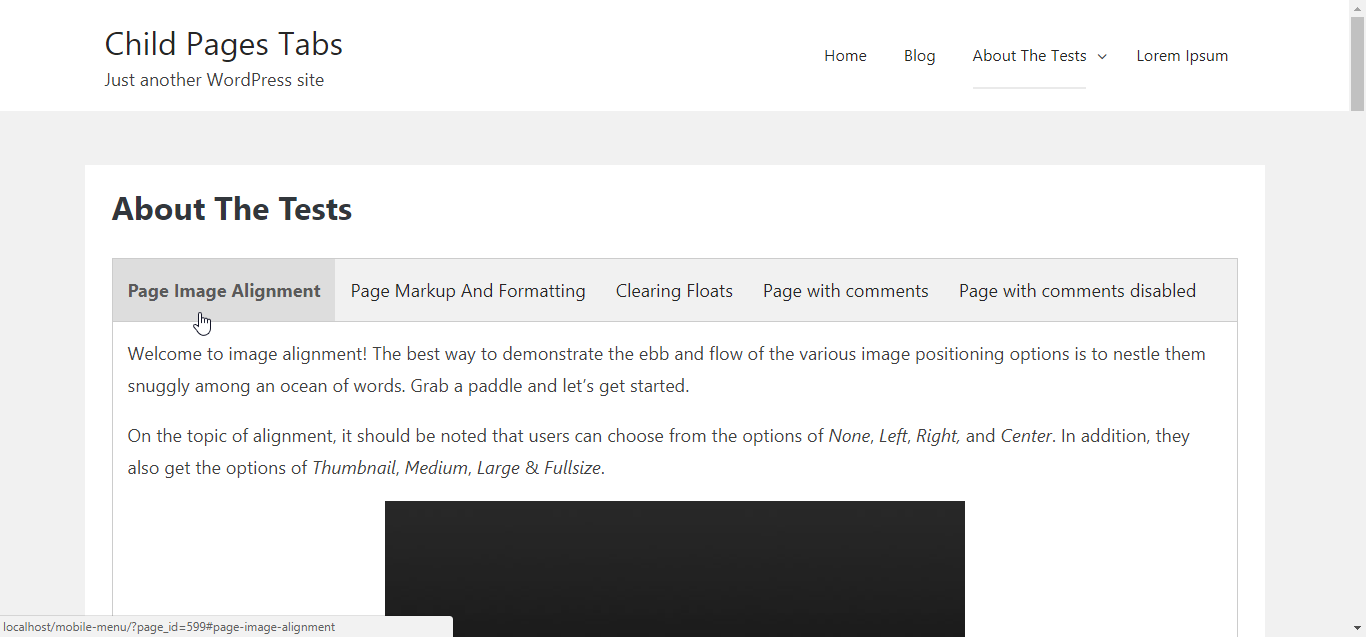 Child Pages Tabs
Just another WordPress site
Home Blog About The Tests Lorem Ipsum
About The Tests
Page Image Alignment Page Markup And Formatting Clearing Floats Page with comments Page with comments disabled
Welcome to image alignment! The best way to demonstrate the ebb and flow of the various image positioning options is to nestle them
snuggly among an ocean of words. Grab a paddle and let’s get started.
On the topic of alignment, it should be noted that users can choose from the options of None, Left, Right, and Center. In addition, they
also get the options of Thumbnail, Medium, Large & Fullsize.
localhost/mobile-menu/?page_id=599#page-image-alignment